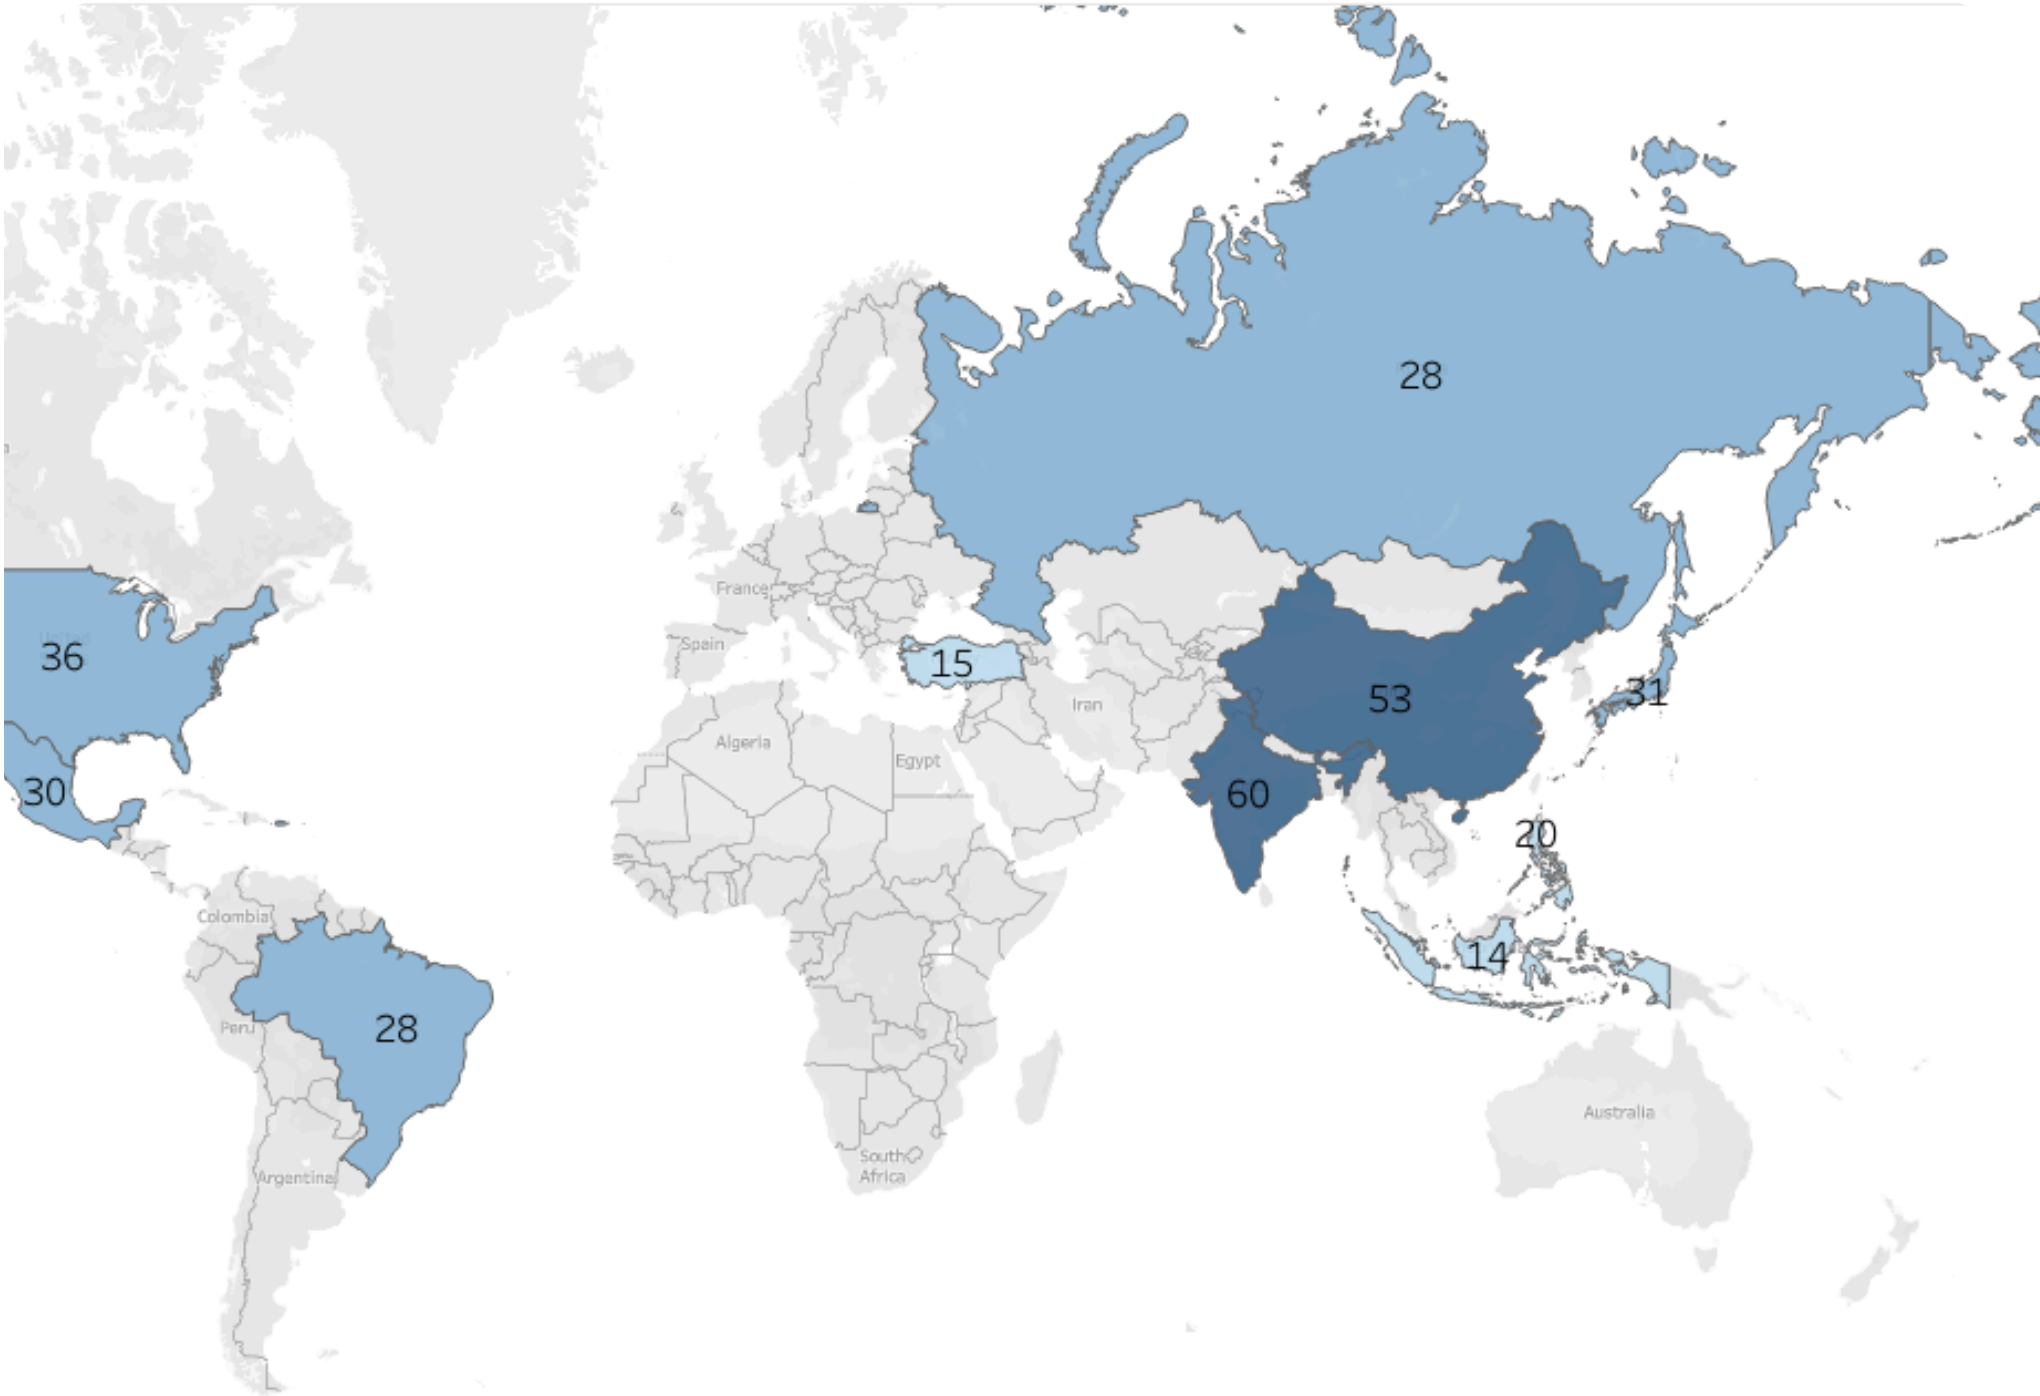 28
France
United
36
Spain
15
53
31
Iran
Algeria
Egypt
30
60
20
Colombia
14
Peru
28
Australia
South
Africa
Argentina